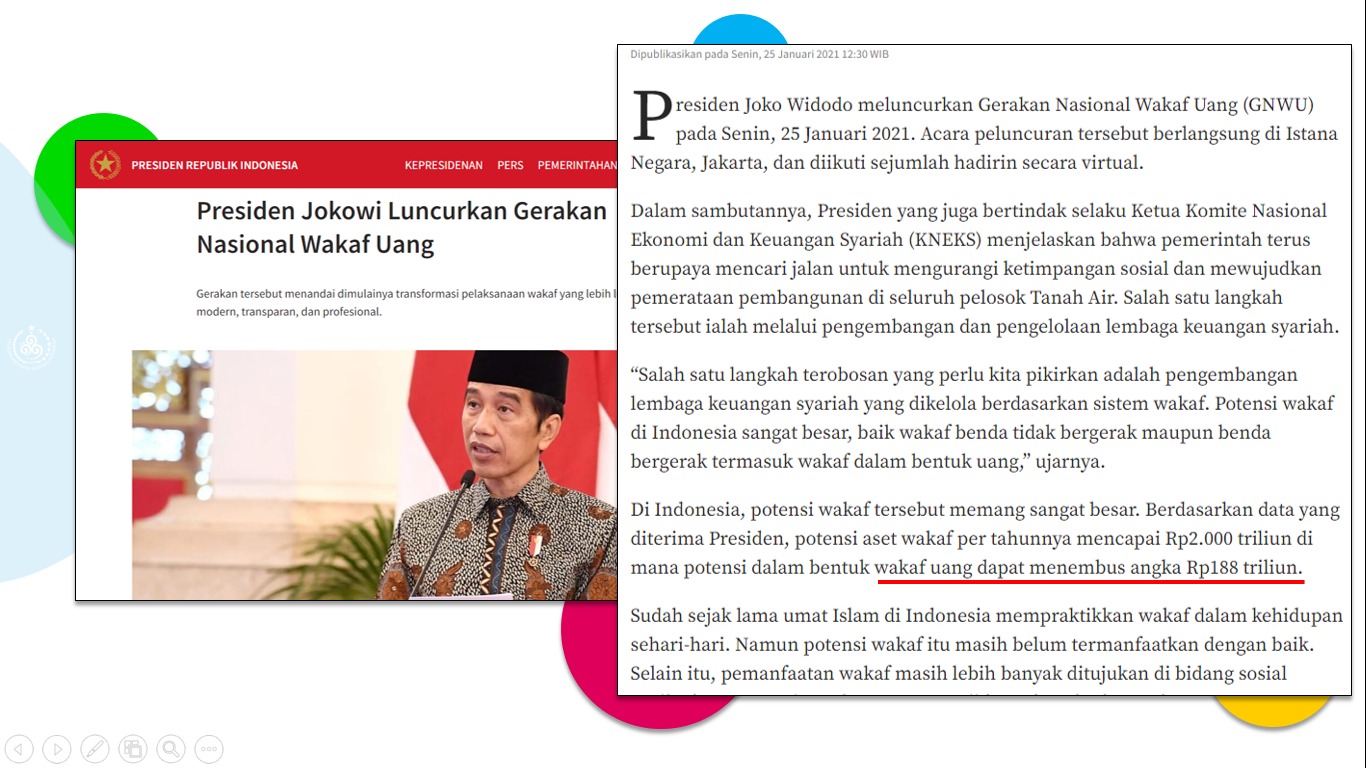 PRESIDEN REPUBLIK INDONESIA KEPRESIDENAN PERS PEMERINTAHAN
Presiden Jokowi Luncurkan Gerakan
Nasional Wakaf Uang
Gerakan tersebut menandai dimulainya transformasi pelaksanaan wakaf yang lebih
modern, transparan, dan profesional.
Dipublikasikan pada Senin, 25 Januari 2021 12:30 WIB
Presiden Joko Widodo meluncurkan Gerakan Nasional Wakaf Uang (GNWU)
pada Senin, 25 Januari 2021. Acara peluncuran tersebut berlangsung di Istana
Negara, Jakarta, dan diikuti sejumlah hadirin secara virtual.
Dalam sambutannya, Presiden yang juga bertindak selaku Ketua Komite Nasional
Ekonomi dan Keuangan Syariah (KNEKS) menjelaskan bahwa pemerintah terus
berupaya mencari jalan untuk mengurangi ketimpangan sosial dan mewujudkan
pemerataan pembangunan di seluruh pelosok Tanah Air. Salah satu langkah
tersebut ialah melalui pengembangan dan pengelolaan lembaga keuangan syariah.
“Salah satu langkah terobosan yang perlu kita pikirkan adalah pengembangan
lembaga keuangan syariah yang dikelola berdasarkan sistem wakaf. Potensi wakaf
di Indonesia sangat besar, baik wakaf benda tidak bergerak maupun benda
bergerak termasuk wakaf dalam bentuk uang,” ujarnya.
Di Indonesia, potensi wakaf tersebut memang sangat besar. Berdasarkan data yang
diterima Presiden, potensi aset wakaf per tahunnya mencapai Rp2.000 triliun di
mana potensi dalam bentuk wakaf uang dapat menembus angka Rp188 triliun.
Sudah sejak lama umat Islam di Indonesia mempraktikkan wakaf dalam kehidupan
sehari-hari. Namun potensi wakaf itu masih belum termanfaatkan dengan baik.
Selain itu, pemanfaatan wakaf masih lebih banyak ditujukan di bidang sosial